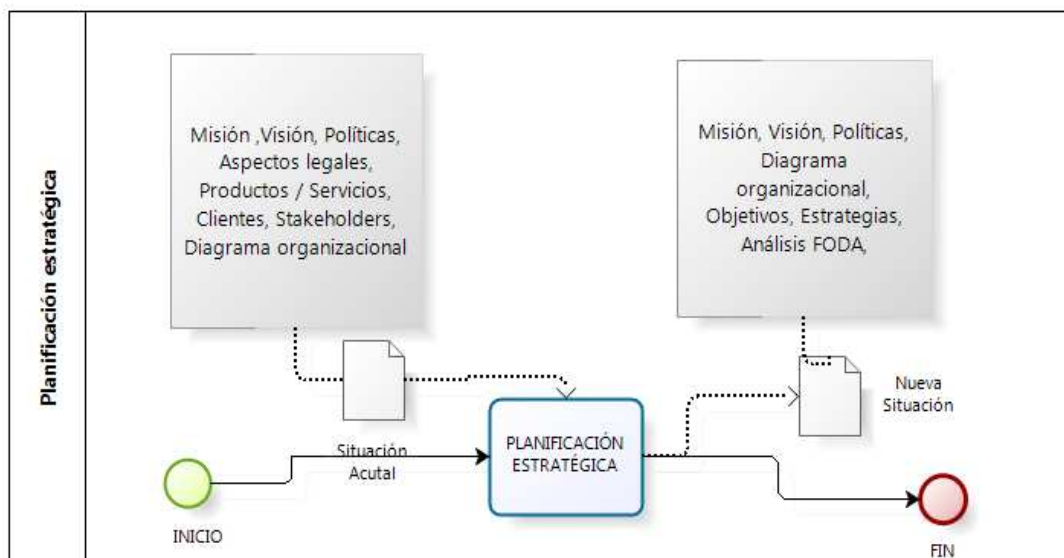 Planificación estratégica
Misión ,Visión, Políticas,
Aspectos legales,
Productos / Servicios,
Clientes, Stakeholders,
Diagrama organizacional
Misión, Visión, Políticas,
Diagrama
organizacional,
Objetivos, Estrategias,
Análisis FODA,
Situación
Acutal
PLANIFICACIÓN
ESTRATÉGICA
Nueva
Situación
INICIO
FIN